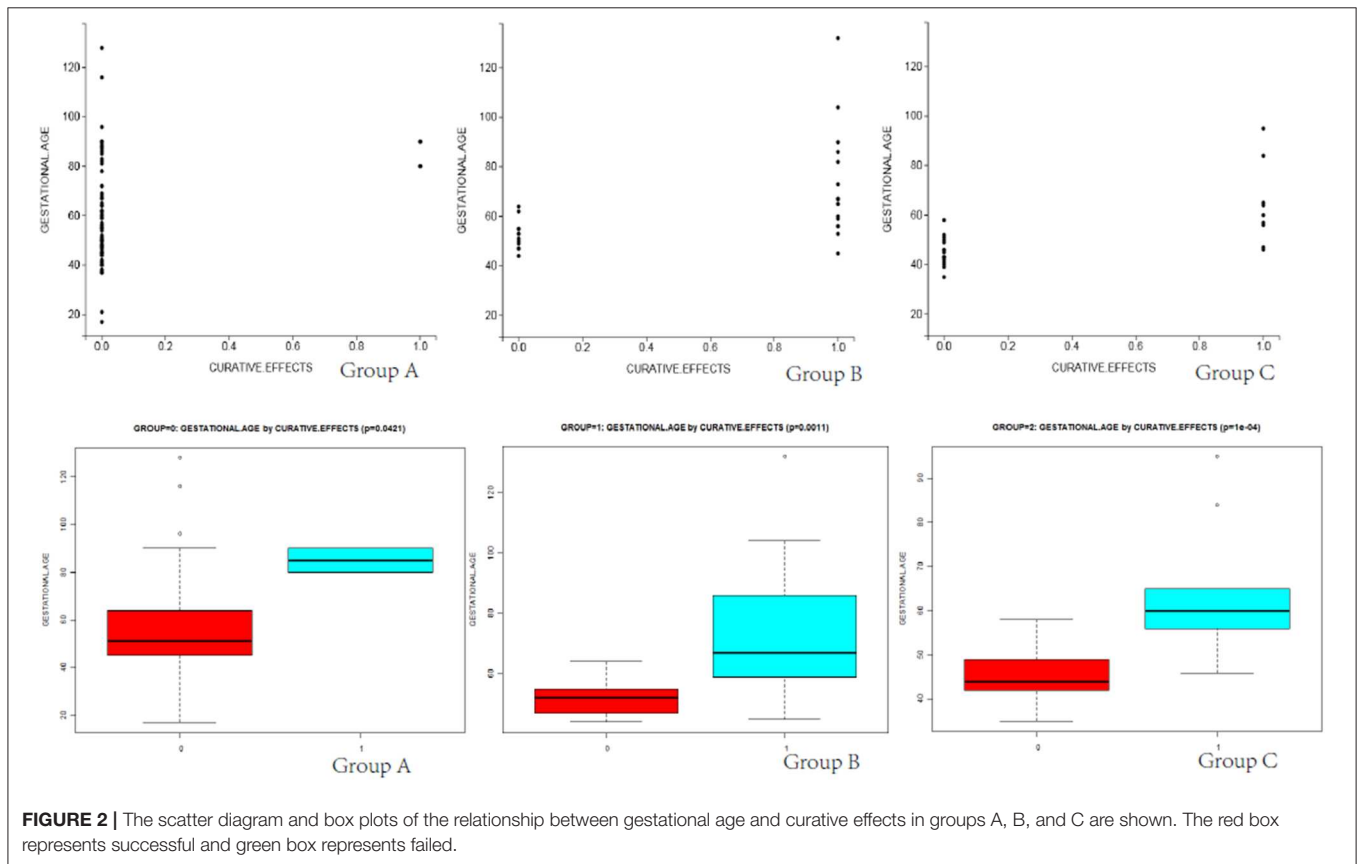 GESTATIONAL.AGE
120
100
80
60
40
20
0.0 0.2 0.4 0.6 0.8 1.0
CURATIVE.EFFECTS Group A
GESTATIONAL.AGE
120
100
80
60
40
20
0.0 0.2 0.4 0.6 0.8 1.0
CURATIVE.EFFECTS Group B
GESTATIONAL.AGE
120
100
80
60
40
20
0.0 0.2 0.4 0.6 0.8 1.0
CURATIVE.EFFECTS Group C
GROUP=0: GESTATIONAL.AGE by CURATIVE.EFFECTS (p=0.0421)
GESTATIONAL.AGE
120
100
80
60
40
20
0 1
Group A
GROUP=1: GESTATIONAL.AGE by CURATIVE.EFFECTS (p=0.0011)
GESTATIONAL.AGE
120
100
80
60
0 1
Group B
GROUP=2: GESTATIONAL.AGE by CURATIVE.EFFECTS (p=1e-04)
GESTATIONAL.AGE
90
80
70
60
50
40
0 1
Group C
FIGURE 2 | The scatter diagram and box plots of the relationship between gestational age and curative effects in groups A, B, and C are shown. The red box
represents successful and green box represents failed.